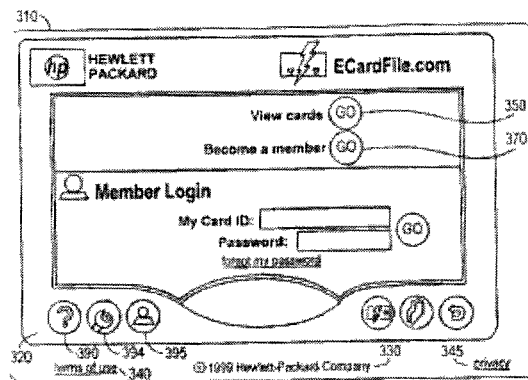 310
hp HEWLETT PACKARD
ECardFile.com
View cards GO
350
Become a member GO
370
Member Login
My Card ID:
GO
Password:
forgot my password
?
320 390 394 395 330 345
terms of use 340 © 1999 Hewlett-Packard Company privacy